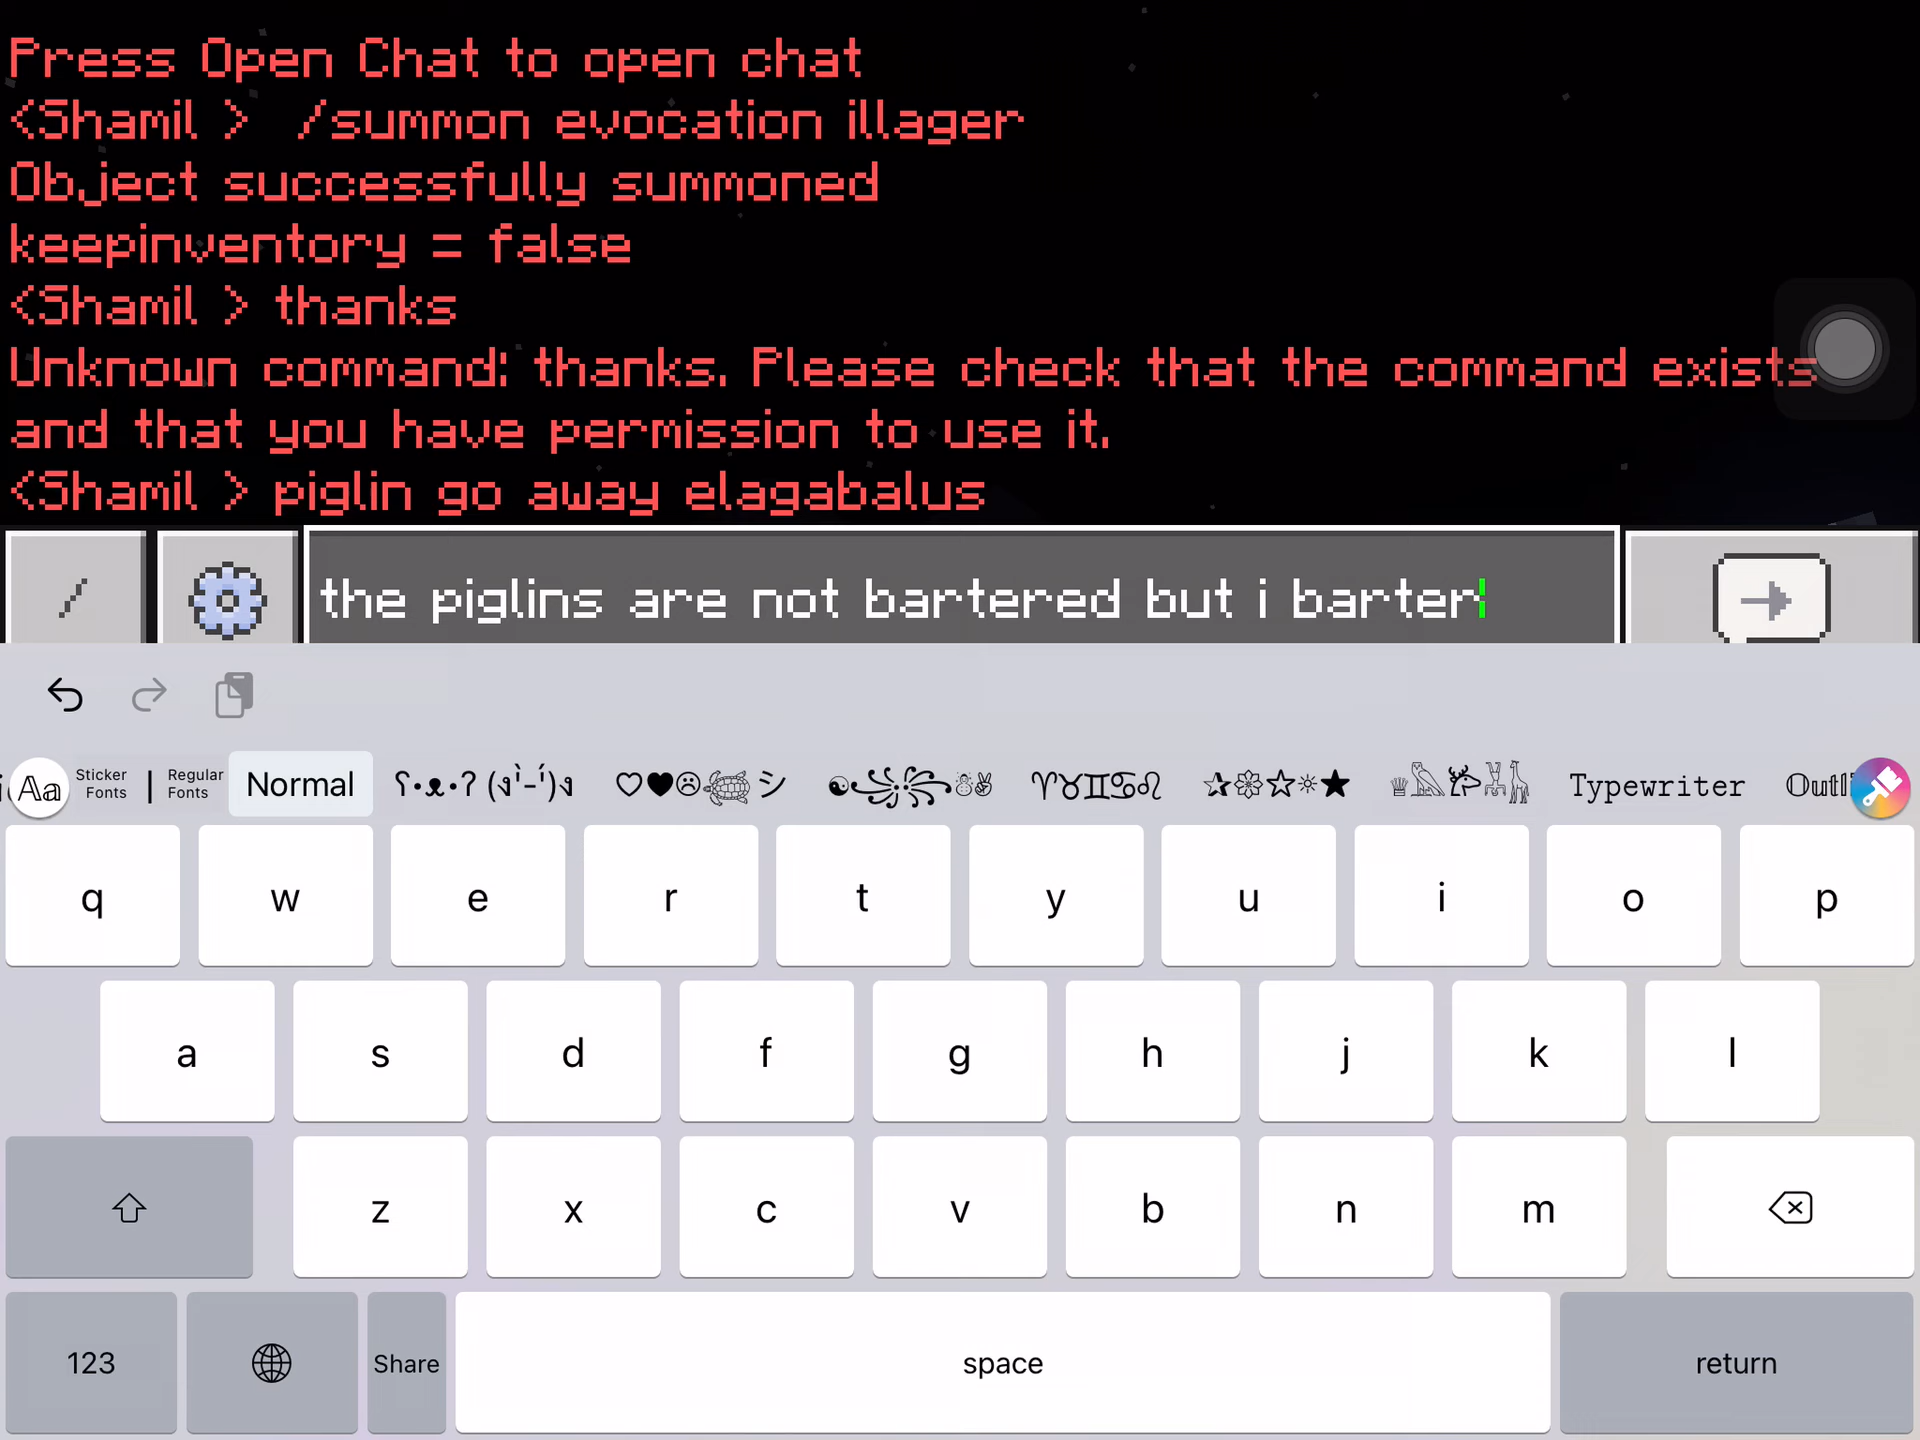 Press Open Chat to open chat
<Shamil >  /summon evocation illager
Object successfully summoned
keepinventory = false
<Shamil > thanks
Unknown command: thanks. Please check that the command exists
and that you have permission to use it.
<Shamil > piglin go away elagabalus
/
the piglins are not bartered but i barter
Aa
Sticker Fonts | Regular Fonts
Normal
ʕ•ᴥ•ʔ
♡♥☹シ
☯
♈♉♊♋♌
Typewriter
q w e r t y u i o p
a s d f g h j k l
z x c v b n m
123 Share space return